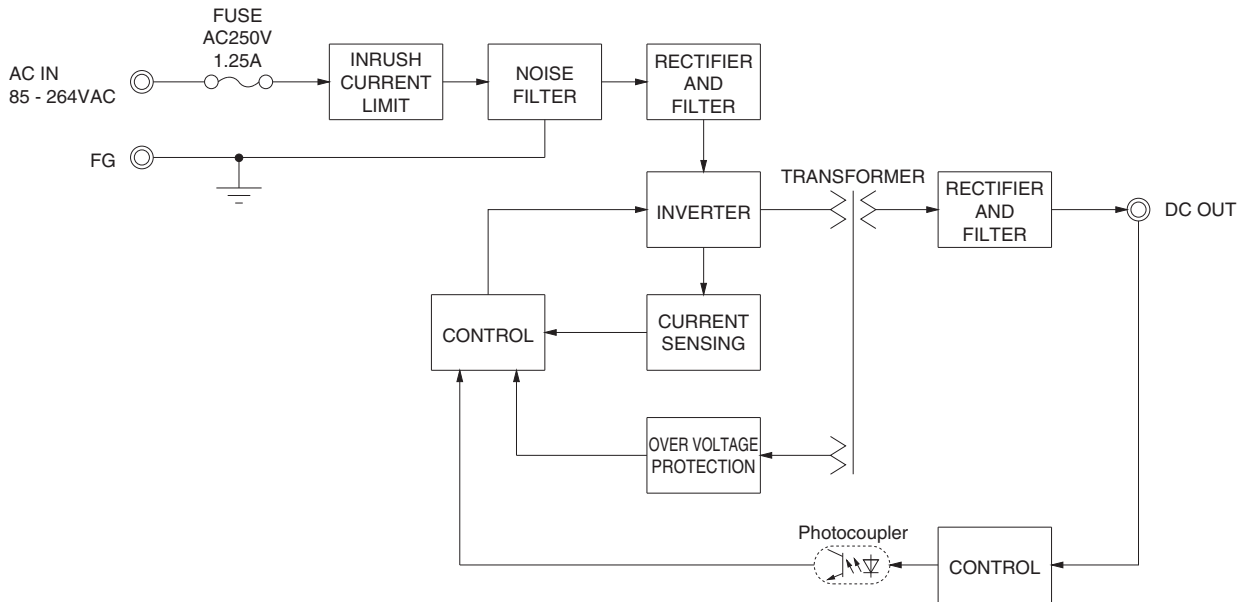 FUSE
AC250V
1.25A
AC IN
85 - 264VAC
INRUSH
CURRENT
LIMIT
NOISE
FILTER
RECTIFIER
AND
FILTER
FG
TRANSFORMER
INVERTER
RECTIFIER
AND
FILTER
DC OUT
CONTROL
CURRENT
SENSING
OVER VOLTAGE
PROTECTION
Photocoupler
CONTROL